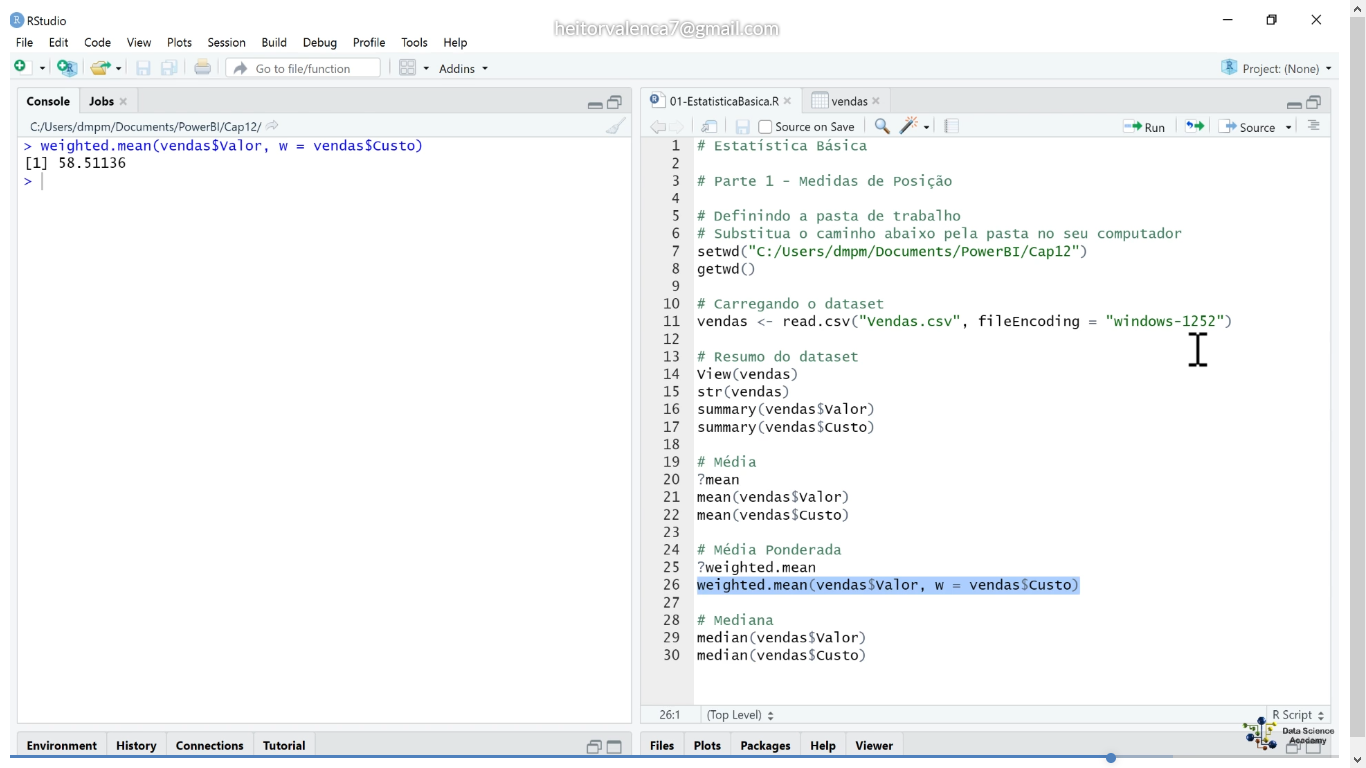 RStudio
heitorvalenca7@gmail.com
File Edit Code View Plots Session Build Debug Profile Tools Help
Go to file/function
Addins
Project: (None)
Console Jobs
C:/Users/dmpm/Documents/PowerBI/Cap12/
> weighted.mean(vendas$Valor, w = vendas$Custo)
[1] 58.51136
>
01-EstatisticaBasica.R vendas
Source on Save
Run
Source
1 # Estatística Básica
2
3 # Parte 1 - Medidas de Posição
4
5 # Definindo a pasta de trabalho
6 # Substitua o caminho abaixo pela pasta no seu computador
7 setwd("C:/Users/dmpm/Documents/PowerBI/Cap12")
8 getwd()
9
10 # Carregando o dataset
11 vendas <- read.csv("Vendas.csv", fileEncoding = "windows-1252")
12
13 # Resumo do dataset
14 View(vendas)
15 str(vendas)
16 summary(vendas$Valor)
17 summary(vendas$Custo)
18
19 # Média
20 ?mean
21 mean(vendas$Valor)
22 mean(vendas$Custo)
23
24 # Média Ponderada
25 ?weighted.mean
26 weighted.mean(vendas$Valor, w = vendas$Custo)
27
28 # Mediana
29 median(vendas$Valor)
30 median(vendas$Custo)
26:1 (Top Level) R Script
Data Science
Academy
Environment History Connections Tutorial
Files Plots Packages Help Viewer